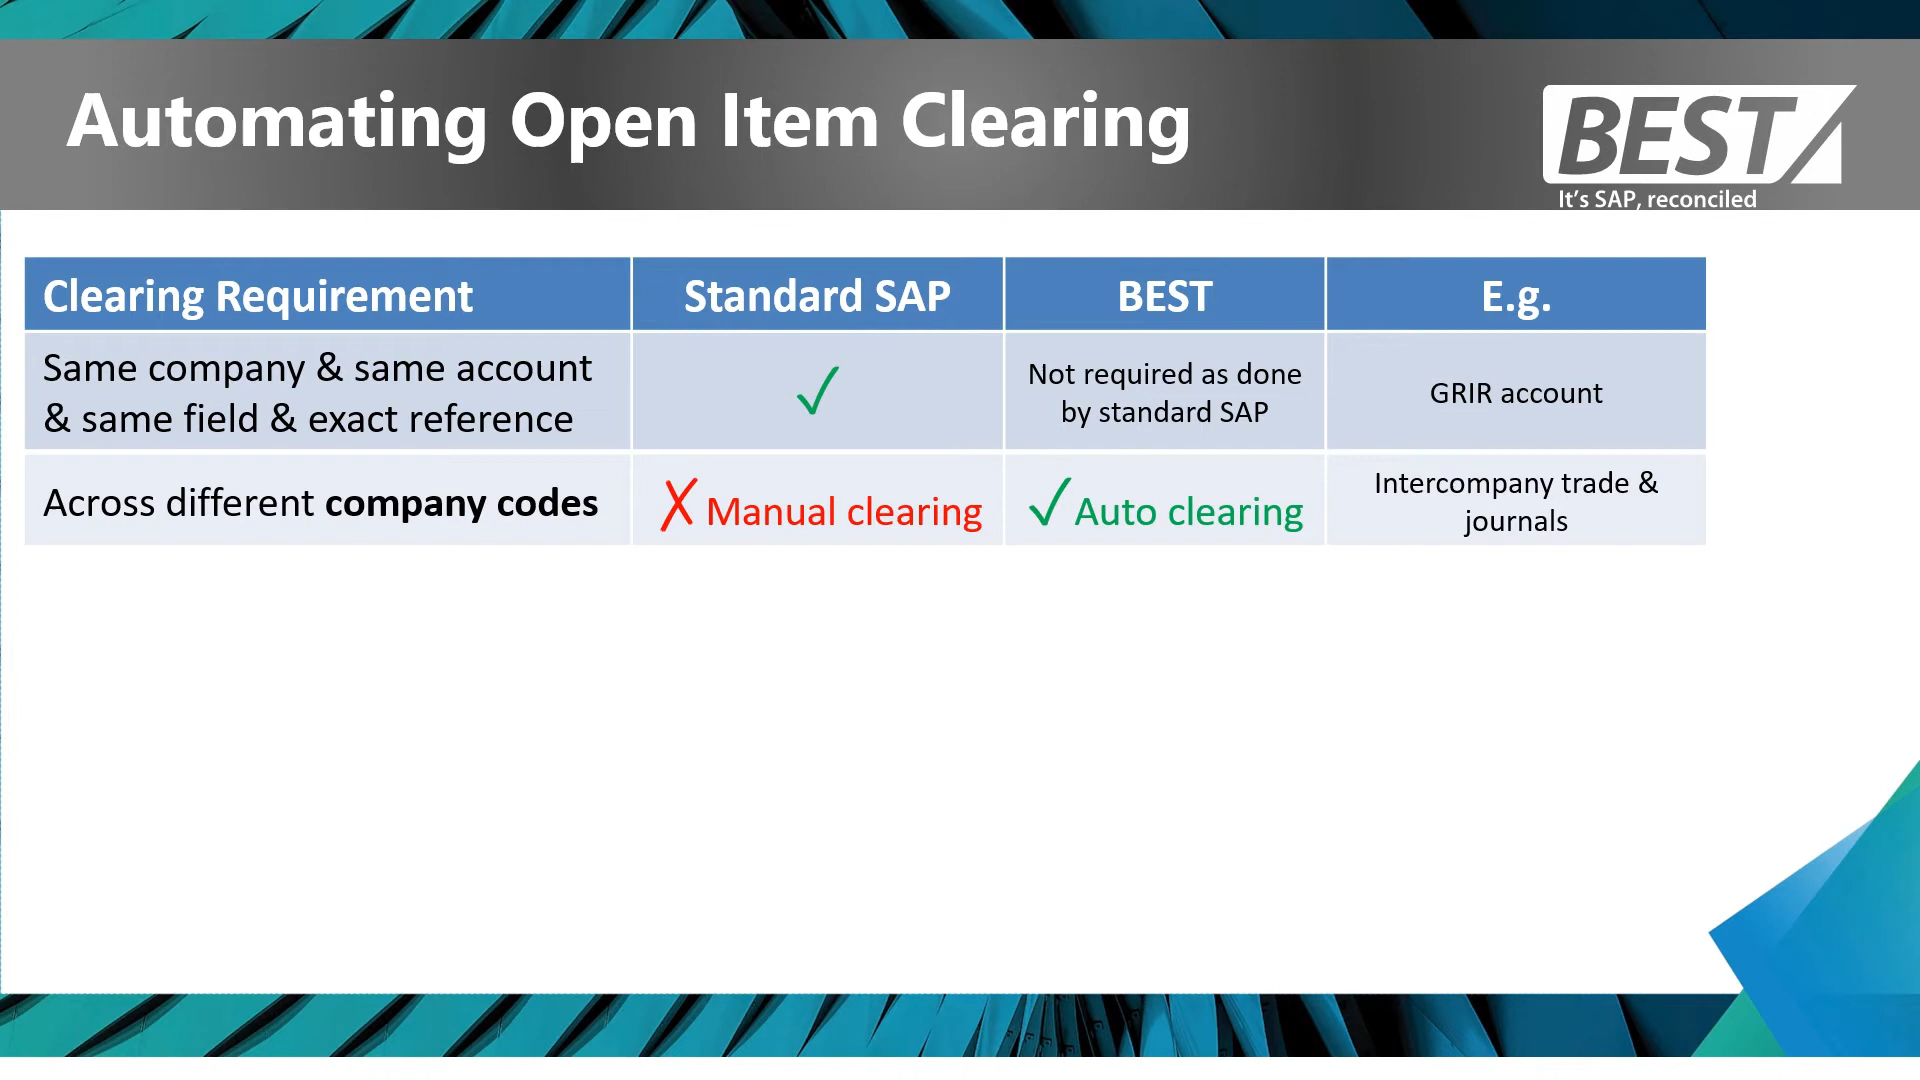 Automating Open Item Clearing
BEST
It's SAP, reconciled
Clearing Requirement
Standard SAP
BEST
E.g.
Same company & same account
& same field & exact reference
✓
Not required as done
by standard SAP
GRIR account
Across different company codes
✗ Manual clearing
✓ Auto clearing
Intercompany trade &
journals